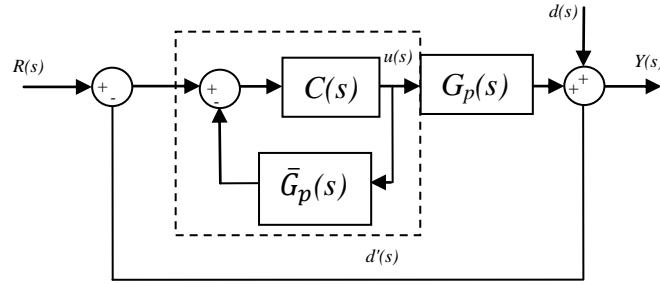 d(s)
R(s)
u(s)
Y(s)
+
-
+
-
C(s)
G_p(s)
+
+
Ḡ_p(s)
d'(s)